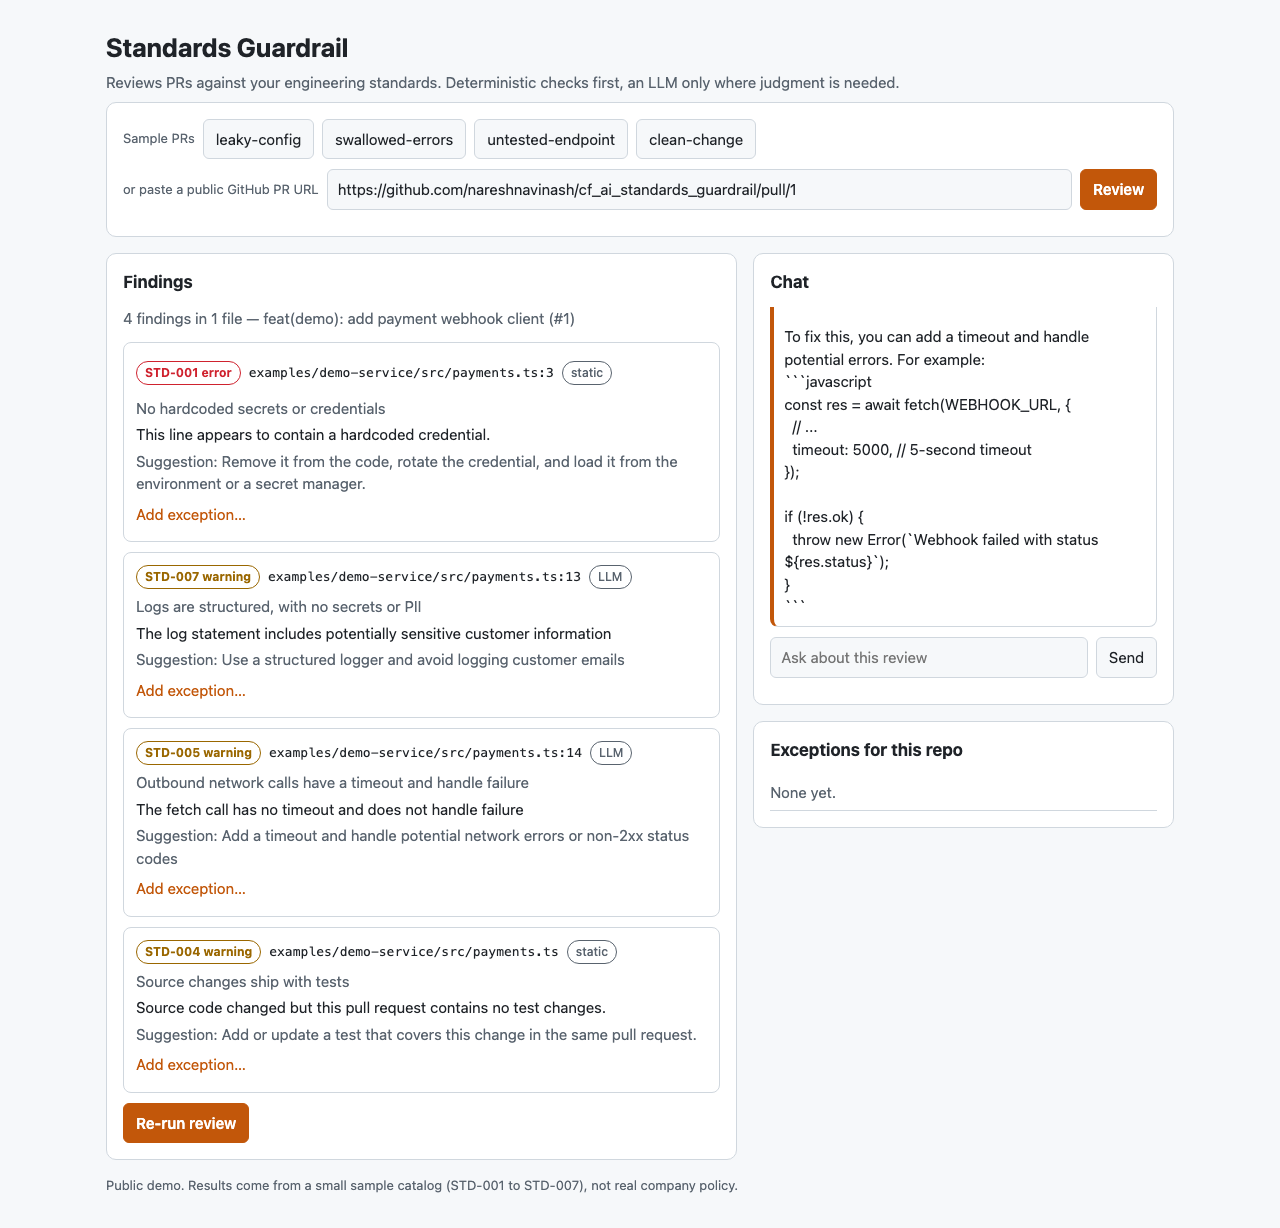 Standards Guardrail
Reviews PRs against your engineering standards. Deterministic checks first, an LLM only where judgment is needed.
Sample PRs
leaky-config
swallowed-errors
untested-endpoint
clean-change
or paste a public GitHub PR URL
https://github.com/nareshnavinash/cf_ai_standards_guardrail/pull/1
Review
Findings
4 findings in 1 file — feat(demo): add payment webhook client (#1)
STD-001 error examples/demo-service/src/payments.ts:3 static
No hardcoded secrets or credentials
This line appears to contain a hardcoded credential.
Suggestion: Remove it from the code, rotate the credential, and load it from the
environment or a secret manager.
Add exception...
STD-007 warning examples/demo-service/src/payments.ts:13 LLM
Logs are structured, with no secrets or PII
The log statement includes potentially sensitive customer information
Suggestion: Use a structured logger and avoid logging customer emails
Add exception...
STD-005 warning examples/demo-service/src/payments.ts:14 LLM
Outbound network calls have a timeout and handle failure
The fetch call has no timeout and does not handle failure
Suggestion: Add a timeout and handle potential network errors or non-2xx status
codes
Add exception...
STD-004 warning examples/demo-service/src/payments.ts static
Source changes ship with tests
Source code changed but this pull request contains no test changes.
Suggestion: Add or update a test that covers this change in the same pull request.
Add exception...
Re-run review
Chat
To fix this, you can add a timeout and handle
potential errors. For example:
```javascript
const res = await fetch(WEBHOOK_URL, {
  // ...
  timeout: 5000, // 5-second timeout
});

if (!res.ok) {
  throw new Error(`Webhook failed with status
${res.status}`);
}
```
Ask about this review
Send
Exceptions for this repo
None yet.
Public demo. Results come from a small sample catalog (STD-001 to STD-007), not real company policy.